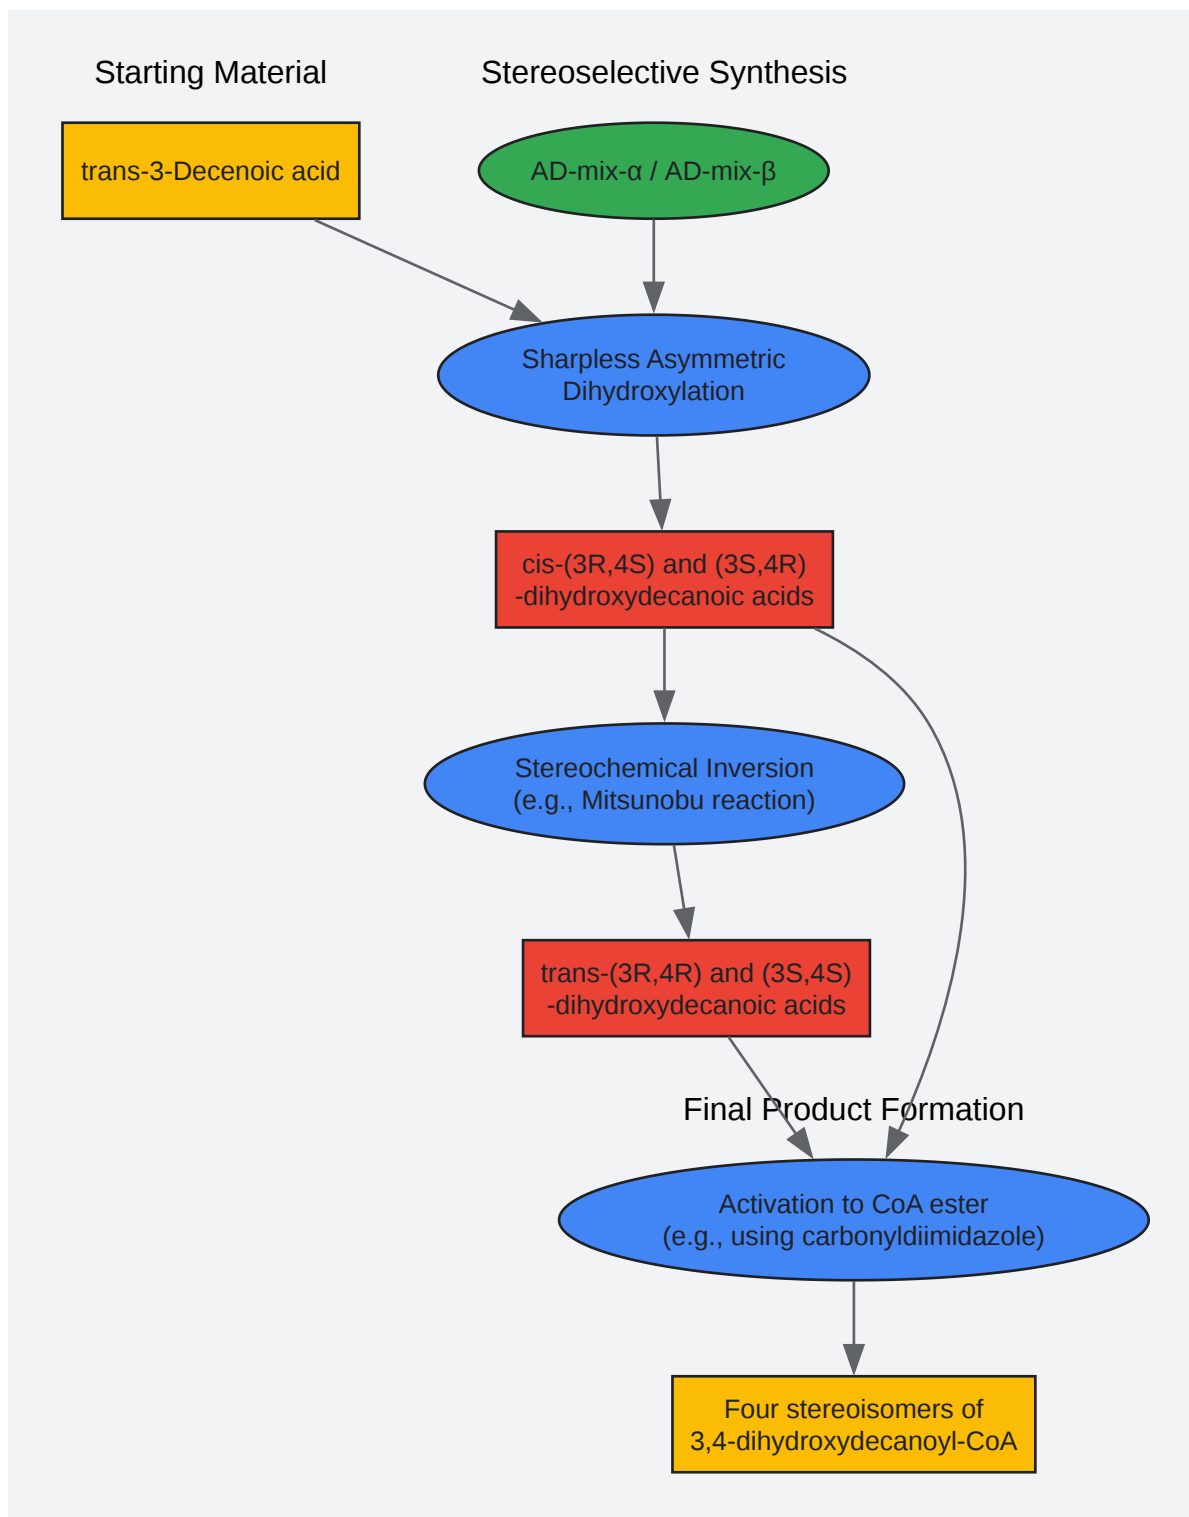 Starting Material
Stereoselective Synthesis
trans-3-Decenoic acid
AD-mix-α / AD-mix-β
Sharpless Asymmetric
Dihydroxylation
cis-(3R,4S) and (3S,4R)
-dihydroxydecanoic acids
Stereochemical Inversion
(e.g., Mitsunobu reaction)
trans-(3R,4R) and (3S,4S)
-dihydroxydecanoic acids
Final Product Formation
Activation to CoA ester
(e.g., using carbonyldiimidazole)
Four stereoisomers of
3,4-dihydroxydecanoyl-CoA